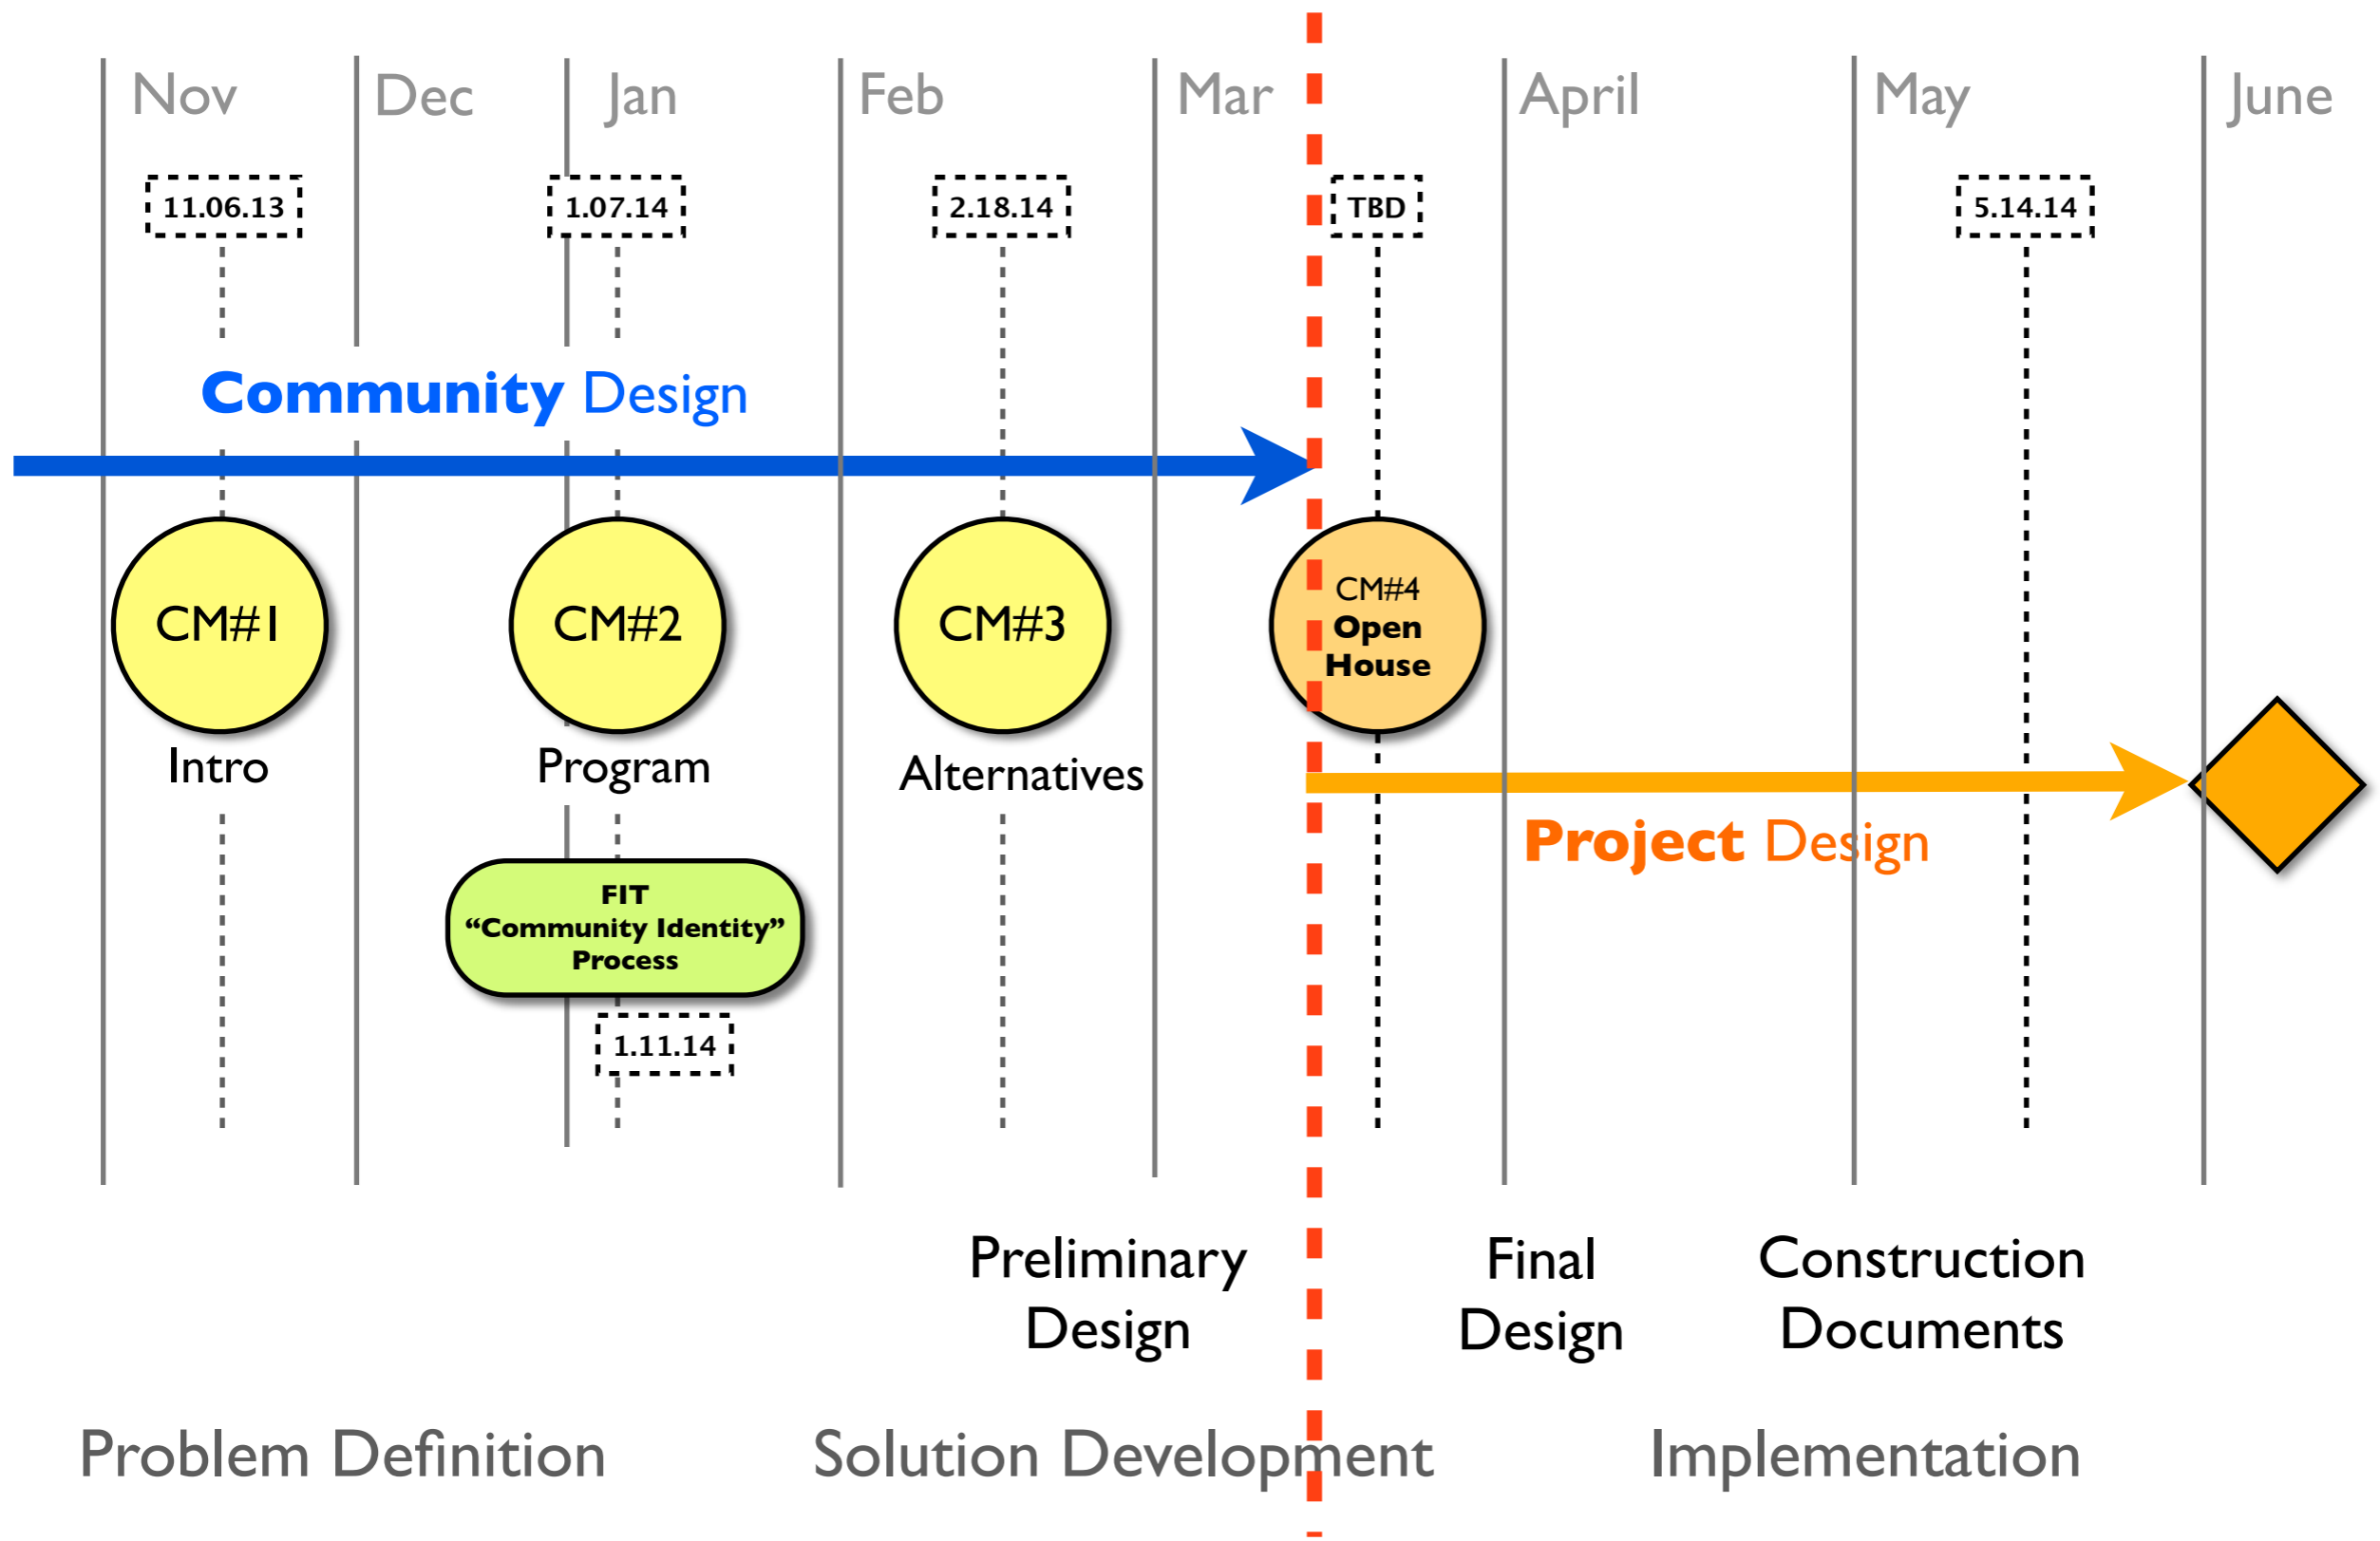 Nov
Dec
Jan
Feb
Mar
April
May
June
11.06.13
1.07.14
2.18.14
TBD
5.14.14
Community Design
CM#1
CM#2
CM#3
CM#4
Open
House
Intro
Program
Alternatives
Project Design
FIT
“Community Identity”
Process
1.11.14
Preliminary
Design
Final
Design
Construction
Documents
Problem Definition
Solution Development
Implementation